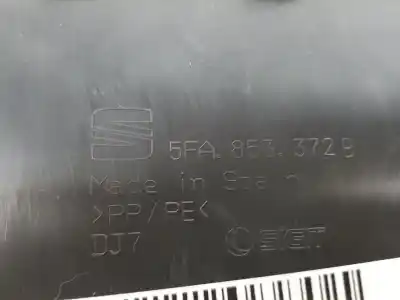 5FA.853.372 B
Made in Spain
>PP/PE<
DJ7